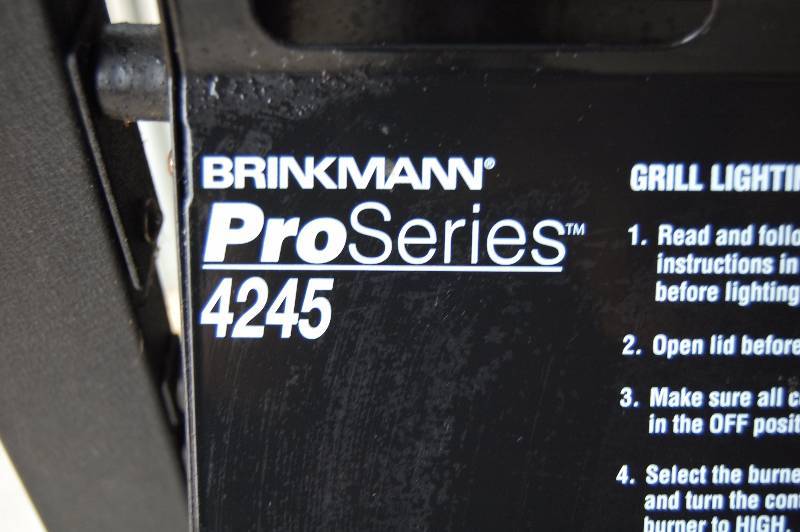 BRINKMANN®
ProSeries™
4245
GRILL LIGHTI
1. Read and follo
instructions in
before lighting
2. Open lid before
3. Make sure all c
in the OFF posit
4. Select the burne
and turn the con
burner to HIGH.